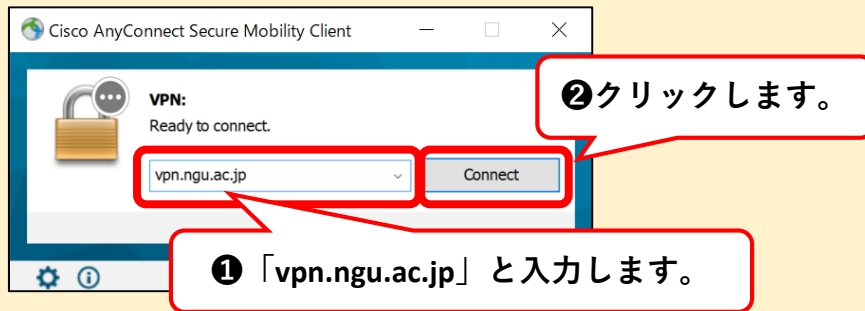 Cisco AnyConnect Secure Mobility Client
VPN:
Ready to connect.
vpn.ngu.ac.jp
Connect
❷クリックします。
❶「vpn.ngu.ac.jp」と入力します。